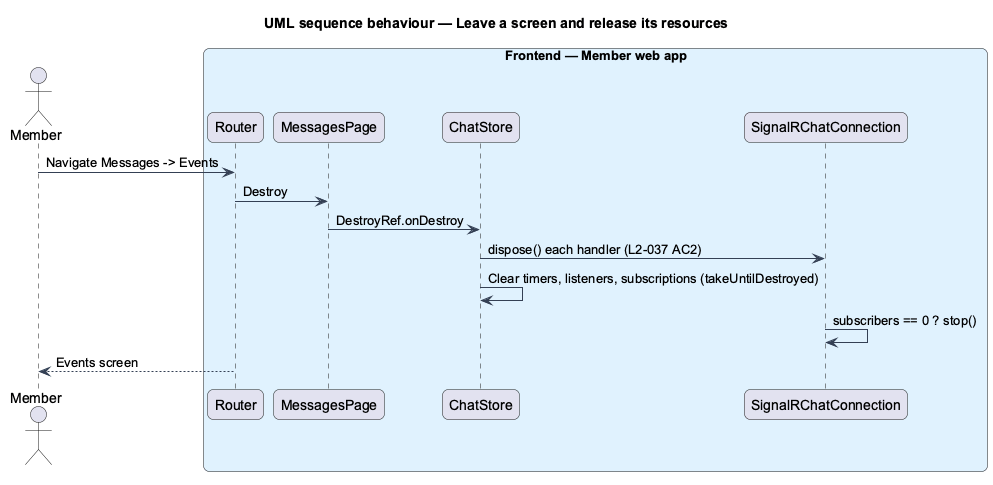 UML sequence behaviour — Leave a screen and release its resources
Frontend — Member web app
Member
Router
MessagesPage
ChatStore
SignalRChatConnection
Navigate Messages -> Events
Destroy
DestroyRef.onDestroy
dispose() each handler (L2-037 AC2)
Clear timers, listeners, subscriptions (takeUntilDestroyed)
subscribers == 0 ? stop()
Events screen
Member
Router
MessagesPage
ChatStore
SignalRChatConnection